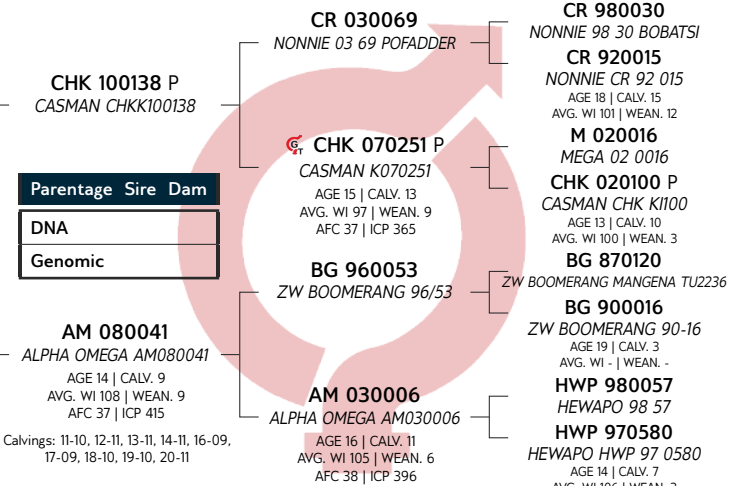 CHK 100138 P
CASMAN CHKK100138
Parentage Sire Dam
DNA
Genomic
AM 080041
ALPHA OMEGA AM080041
AGE 14 | CALV. 9
AVG. WI 108 | WEAN. 9
AFC 37 | ICP 415
Calvings: 11-10, 12-11, 13-11, 14-11, 16-09,
17-09, 18-10, 19-10, 20-11
CR 030069
NONNIE 03 69 POFADDER
GT CHK 070251 P
CASMAN K070251
AGE 15 | CALV. 13
AVG. WI 97 | WEAN. 9
AFC 37 | ICP 365
BG 960053
ZW BOOMERANG 96/53
AM 030006
ALPHA OMEGA AM030006
AGE 16 | CALV. 11
AVG. WI 105 | WEAN. 6
AFC 38 | ICP 396
CR 980030
NONNIE 98 30 BOBATSI
CR 920015
NONNIE CR 92 015
AGE 18 | CALV. 15
AVG. WI 101 | WEAN. 12
M 020016
MEGA 02 0016
CHK 020100 P
CASMAN CHK KI100
AGE 13 | CALV. 10
AVG. WI 100 | WEAN. 3
BG 870120
ZW BOOMERANG MANGENA TU2236
BG 900016
ZW BOOMERANG 90-16
AGE 19 | CALV. 3
AVG. WI - | WEAN. -
HWP 980057
HEWAPO 98 57
HWP 970580
HEWAPO HWP 97 0580
AGE 14 | CALV. 7
AVG. WI 106 | WEAN.